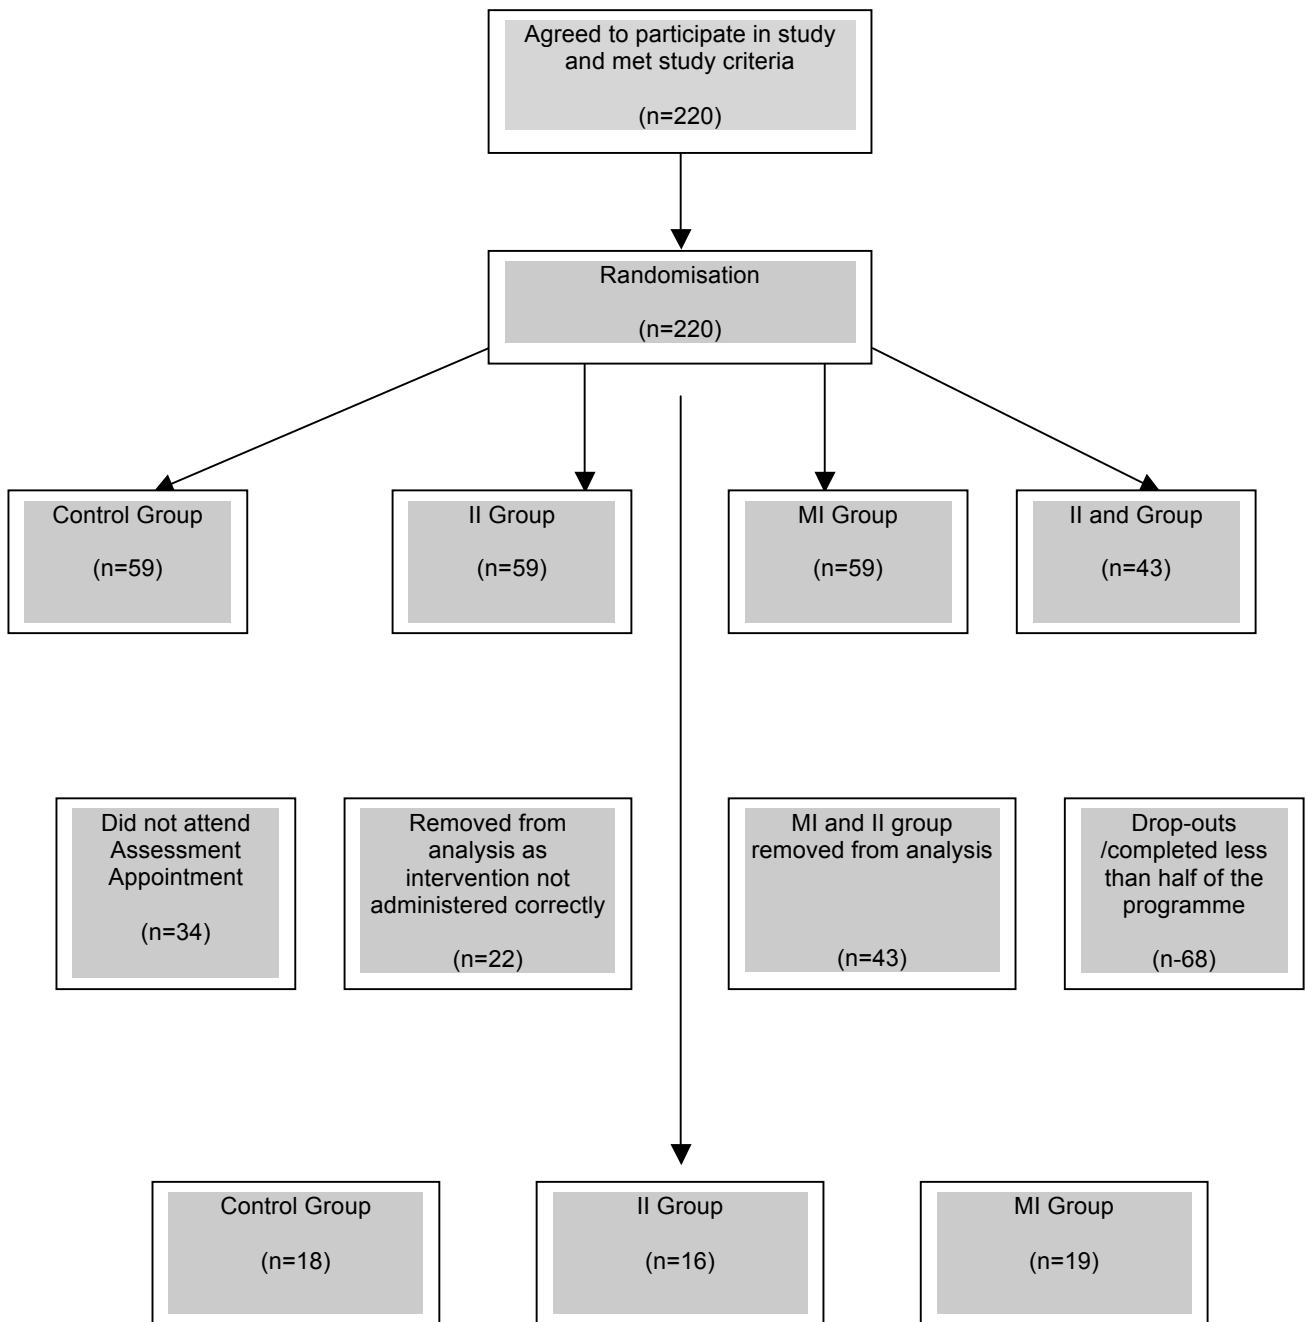 Agreed to participate in study
and met study criteria
(n=220)
Randomisation
(n=220)
Control Group
(n=59)
II Group
(n=59)
MI Group
(n=59)
II and Group
(n=43)
Did not attend
Assessment
Appointment
(n=34)
Removed from
analysis as
intervention not
administered correctly
(n=22)
MI and II group
removed from analysis
(n=43)
Drop-outs
/completed less
than half of the
programme
(n-68)
Control Group
(n=18)
II Group
(n=16)
MI Group
(n=19)